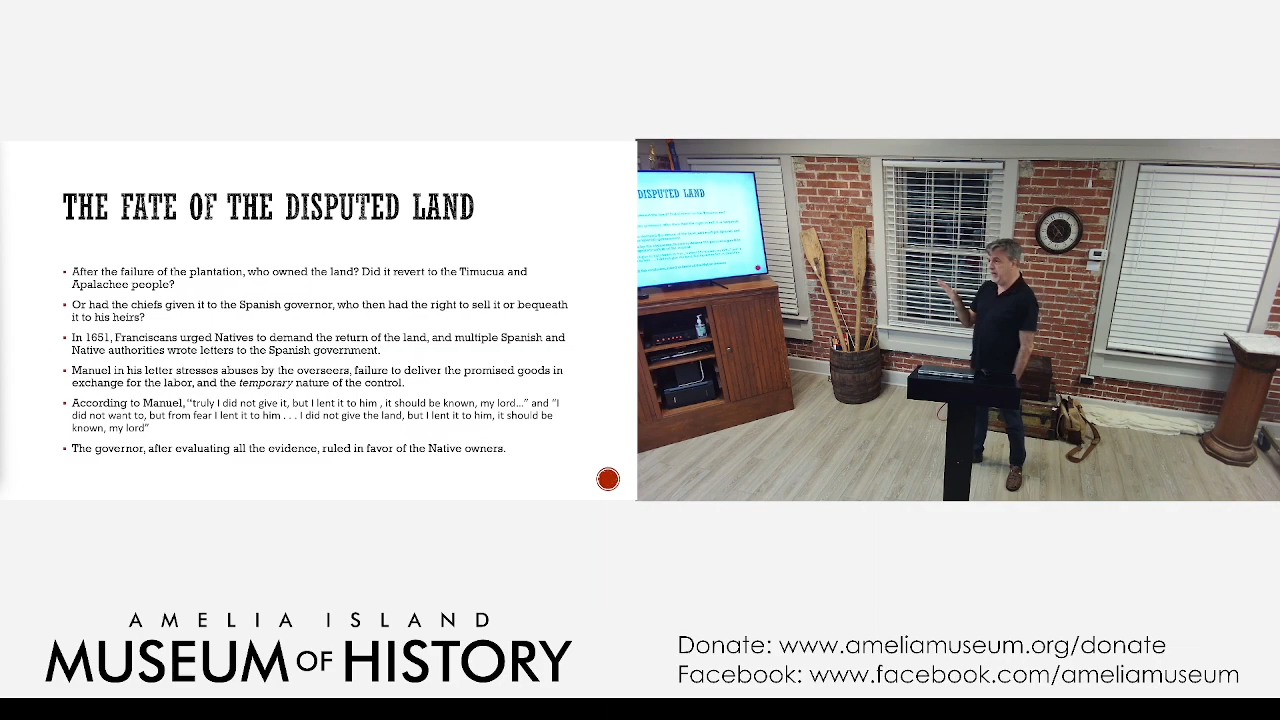 THE FATE OF THE DISPUTED LAND
▪ After the failure of the plantation, who owned the land? Did it revert to the Timucua and
Apalachee people?
▪ Or had the chiefs given it to the Spanish governor, who then had the right to sell it or bequeath
it to his heirs?
▪ In 1651, Franciscans urged Natives to demand the return of the land, and multiple Spanish and
Native authorities wrote letters to the Spanish government.
▪ Manuel in his letter stresses abuses by the overseers, failure to deliver the promised goods in
exchange for the labor, and the temporary nature of the control.
▪ According to Manuel, "truly I did not give it, but I lent it to him , it should be known, my lord..." and "I
did not want to, but from fear I lent it to him . . . I did not give the land, but I lent it to him, it should be
known, my lord"
▪ The governor, after evaluating all the evidence, ruled in favor of the Native owners.
DISPUTED LAND
AMELIA ISLAND
MUSEUM OF HISTORY
Donate: www.ameliamuseum.org/donate
Facebook: www.facebook.com/ameliamuseum